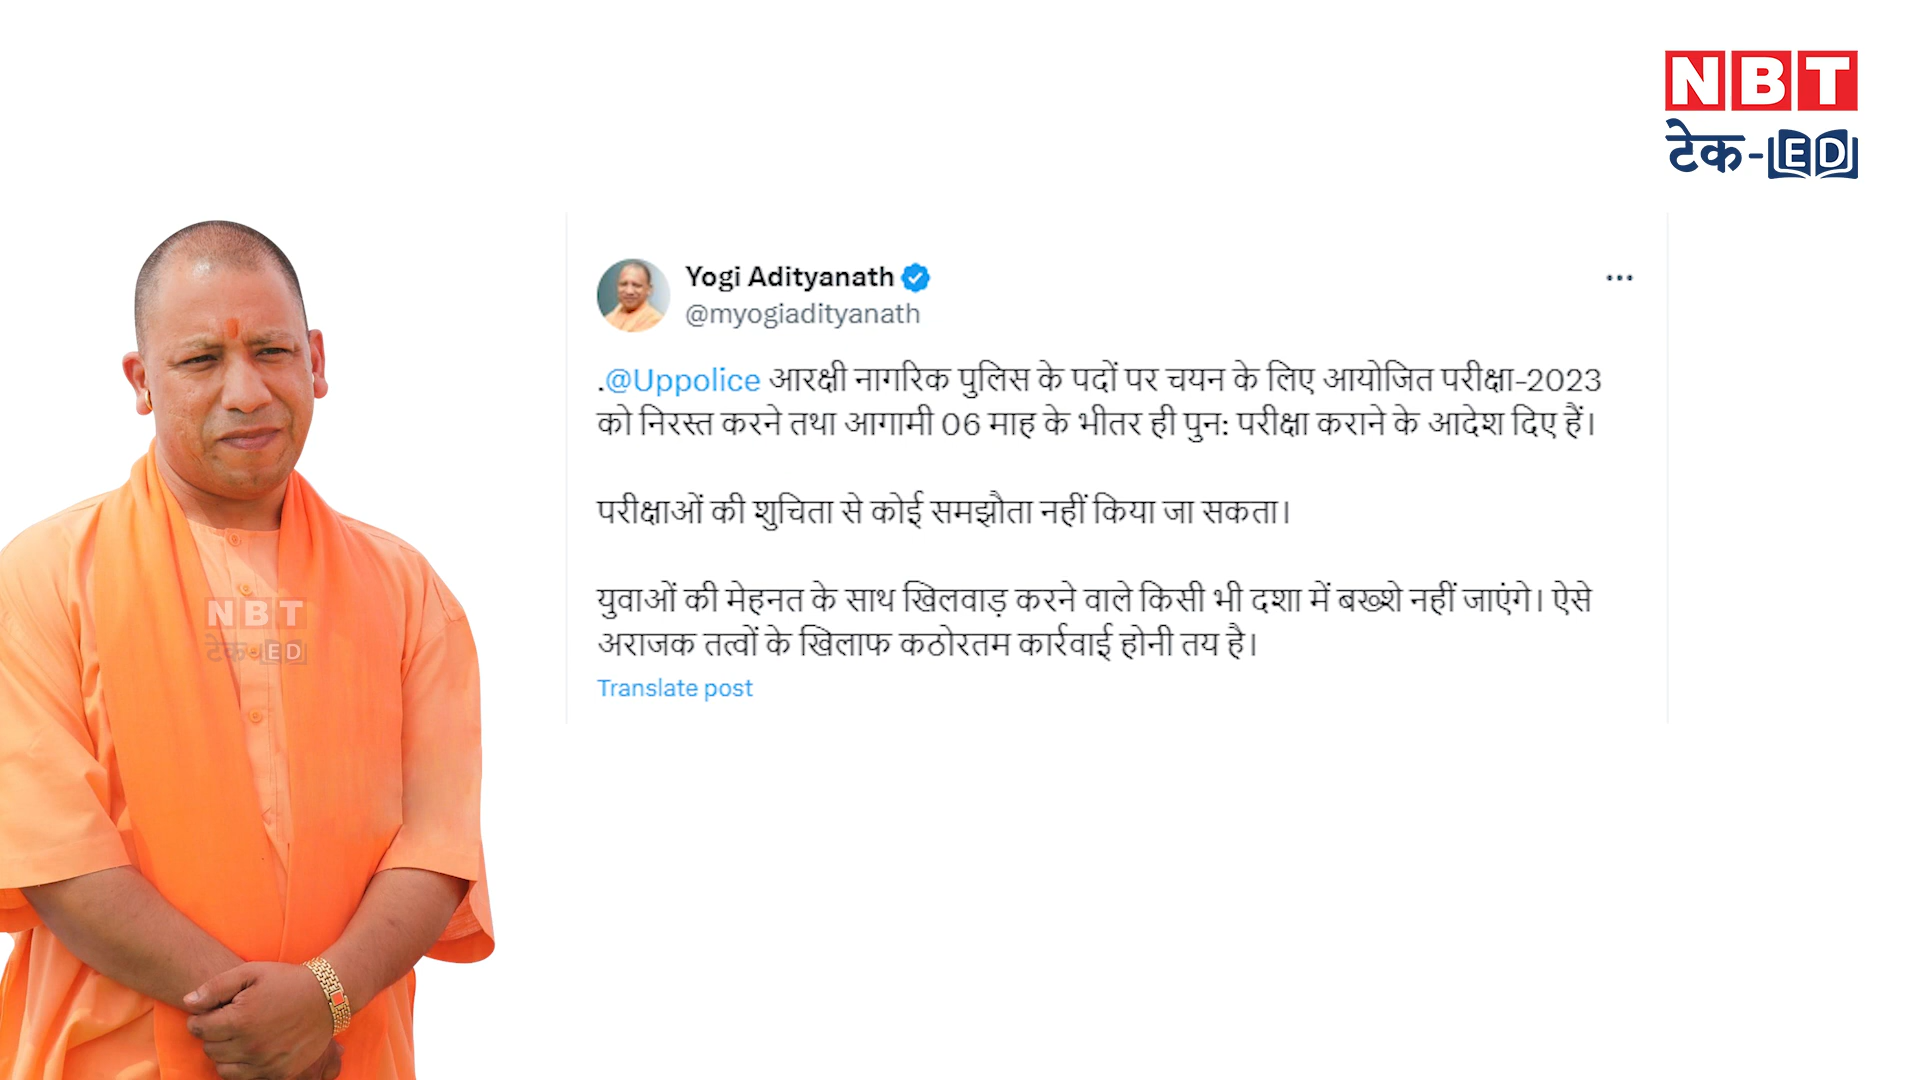 NBT
टेक-ED
Yogi Adityanath
@myogiadityanath
.@Uppolice आरक्षी नागरिक पुलिस के पदों पर चयन के लिए आयोजित परीक्षा-2023
को निरस्त करने तथा आगामी 06 माह के भीतर ही पुन: परीक्षा कराने के आदेश दिए हैं।
परीक्षाओं की शुचिता से कोई समझौता नहीं किया जा सकता।
युवाओं की मेहनत के साथ खिलवाड़ करने वाले किसी भी दशा में बख्शे नहीं जाएंगे। ऐसे
अराजक तत्वों के खिलाफ कठोरतम कार्रवाई होनी तय है।
Translate post
NBT
टेक-ED